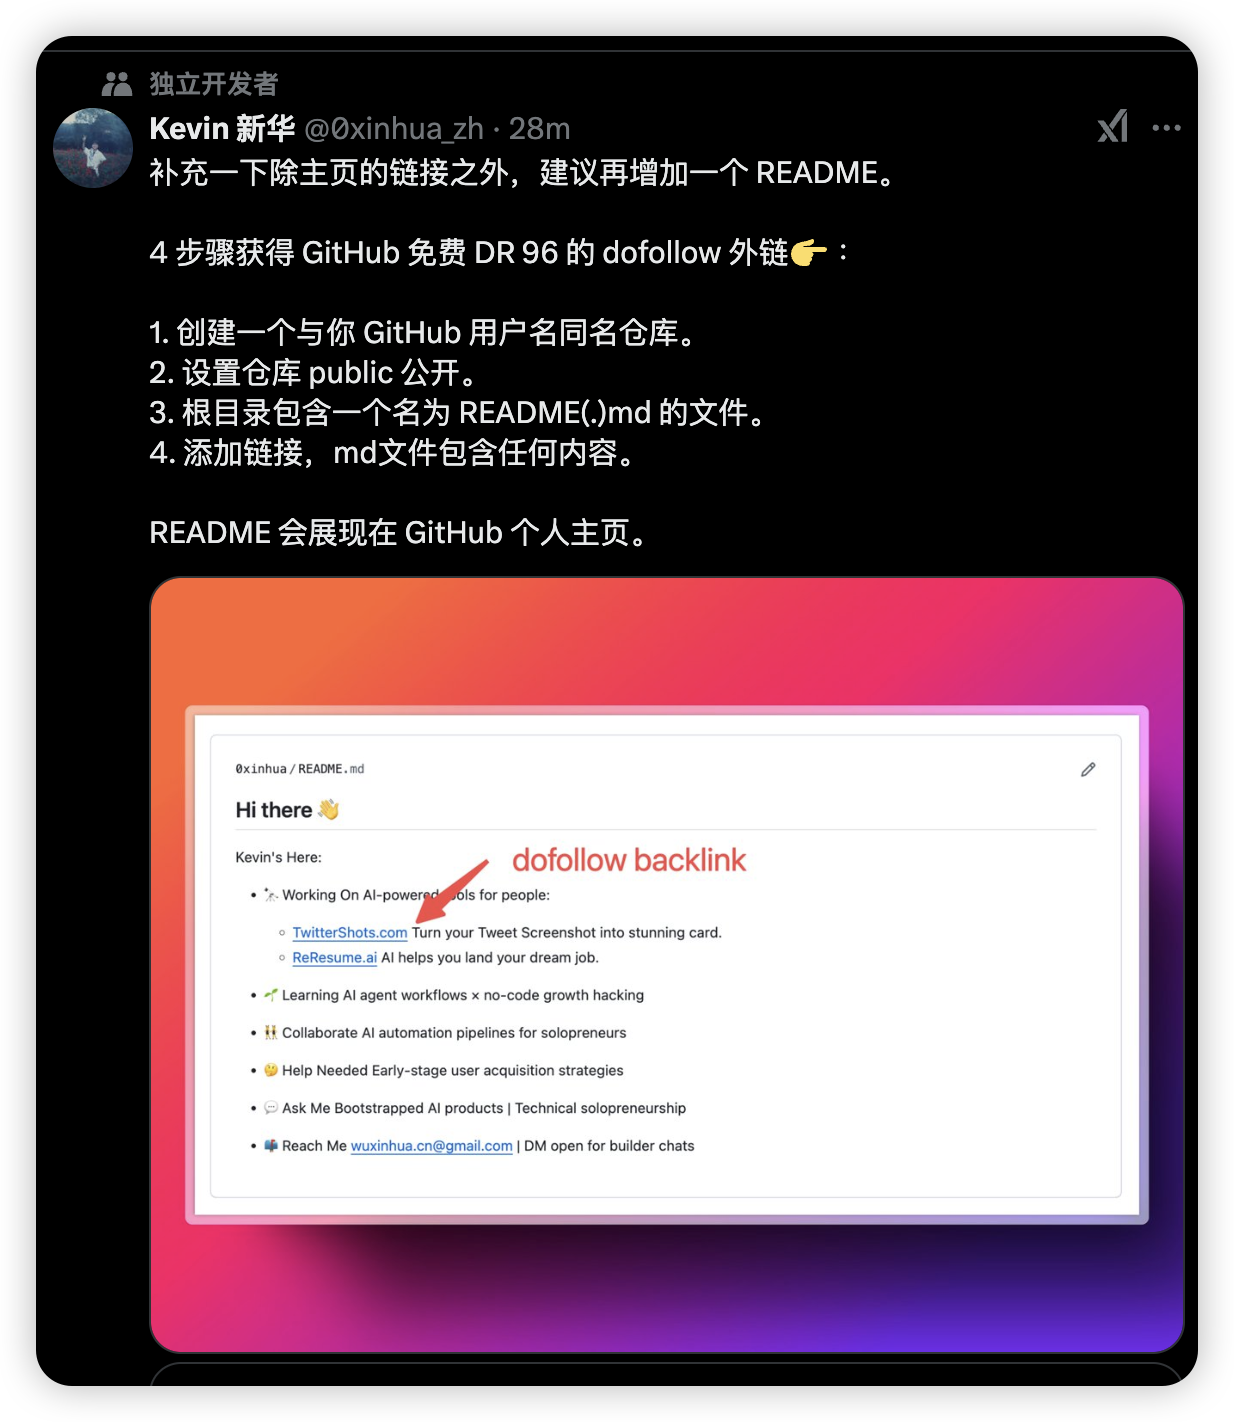 独立开发者
Kevin 新华 @0xinhua_zh · 28m
补充一下除主页的链接之外，建议再增加一个 README。
4 步骤获得 GitHub 免费 DR 96 的 dofollow 外链👉：
1. 创建一个与你 GitHub 用户名同名仓库。
2. 设置仓库 public 公开。
3. 根目录包含一个名为 README(.)md 的文件。
4. 添加链接，md文件包含任何内容。
README 会展现在 GitHub 个人主页。
0xinhua/README.md
Hi there 👋
Kevin's Here:
dofollow backlink
• 🔭 Working On AI-powered tools for people:
◦ TwitterShots.com Turn your Tweet Screenshot into stunning card.
◦ ReResume.ai AI helps you land your dream job.
• 🌱 Learning AI agent workflows × no-code growth hacking
• 👯 Collaborate AI automation pipelines for solopreneurs
• 🤔 Help Needed Early-stage user acquisition strategies
• 💬 Ask Me Bootstrapped AI products | Technical solopreneurship
• 📫 Reach Me wuxinhua.cn@gmail.com | DM open for builder chats